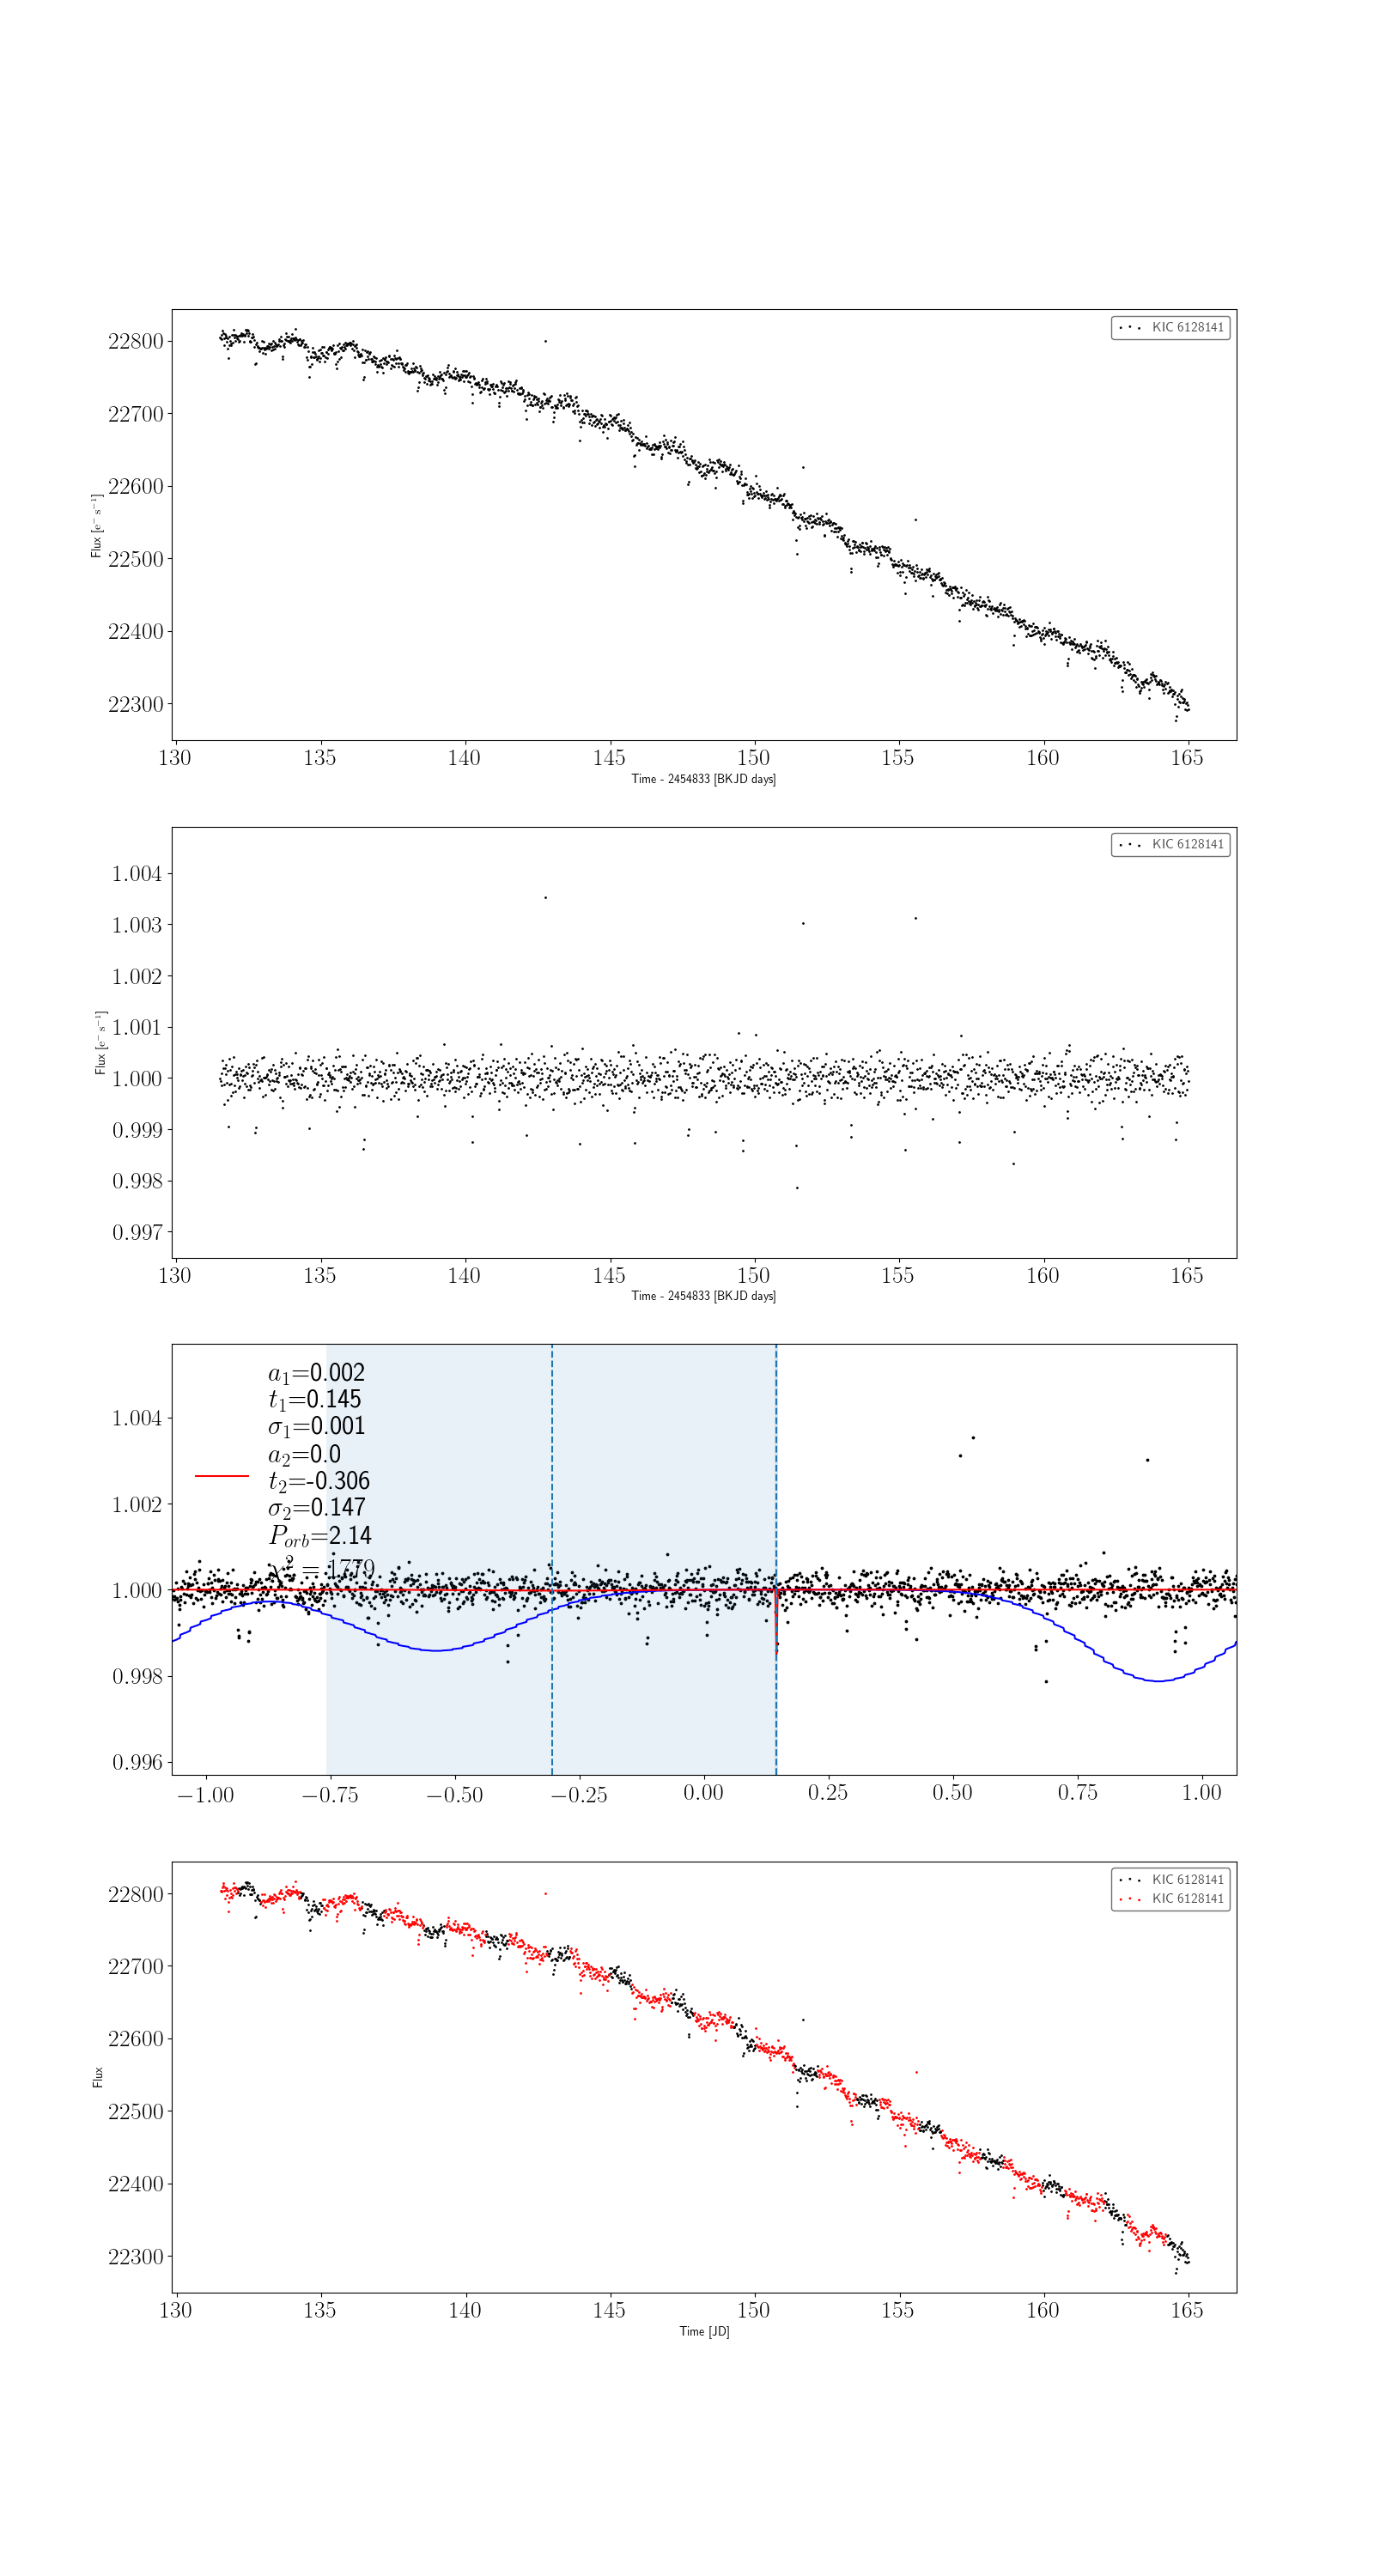 KIC 6128141
22800
22700
22600
22500
22400
22300
Flux [e⁻ s⁻¹]
130 135 140 145 150 155 160 165
Time - 2454833 [BKJD days]
KIC 6128141
1.004
1.003
1.002
1.001
1.000
0.999
0.998
0.997
Flux [e⁻ s⁻¹]
130 135 140 145 150 155 160 165
Time - 2454833 [BKJD days]
a₁=0.002
t₁=0.145
σ₁=0.001
a₂=0.0
t₂=-0.306
σ₂=0.147
P_orb=2.14
χ² = 1779
1.004
1.002
1.000
0.998
0.996
−1.00 −0.75 −0.50 −0.25 0.00 0.25 0.50 0.75 1.00
KIC 6128141
KIC 6128141
22800
22700
22600
22500
22400
22300
Flux
130 135 140 145 150 155 160 165
Time [JD]